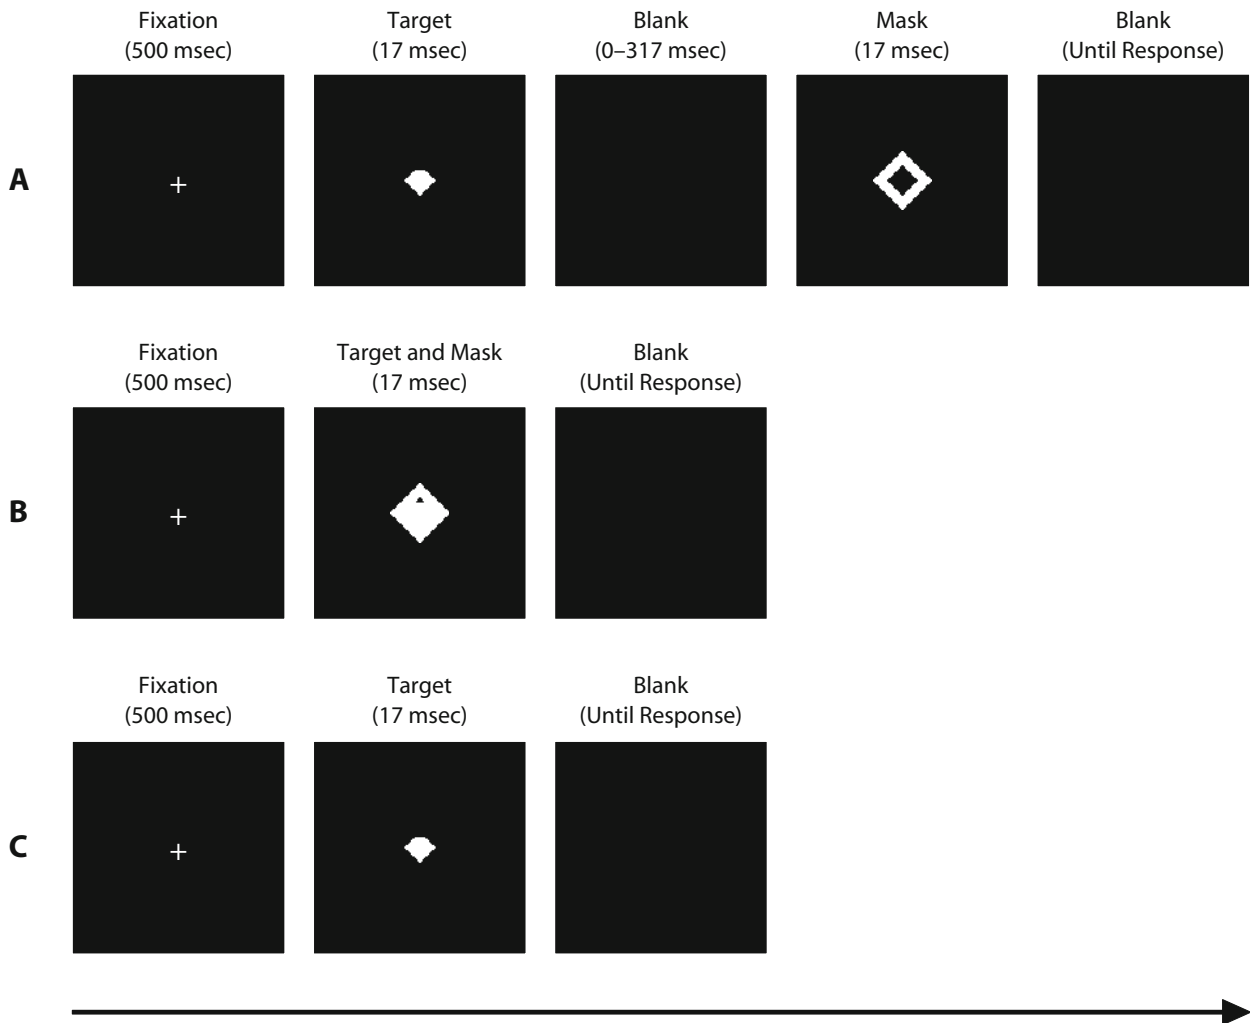 Fixation
(500 msec)
Target
(17 msec)
Blank
(0–317 msec)
Mask
(17 msec)
Blank
(Until Response)
A
Fixation
(500 msec)
Target and Mask
(17 msec)
Blank
(Until Response)
B
Fixation
(500 msec)
Target
(17 msec)
Blank
(Until Response)
C